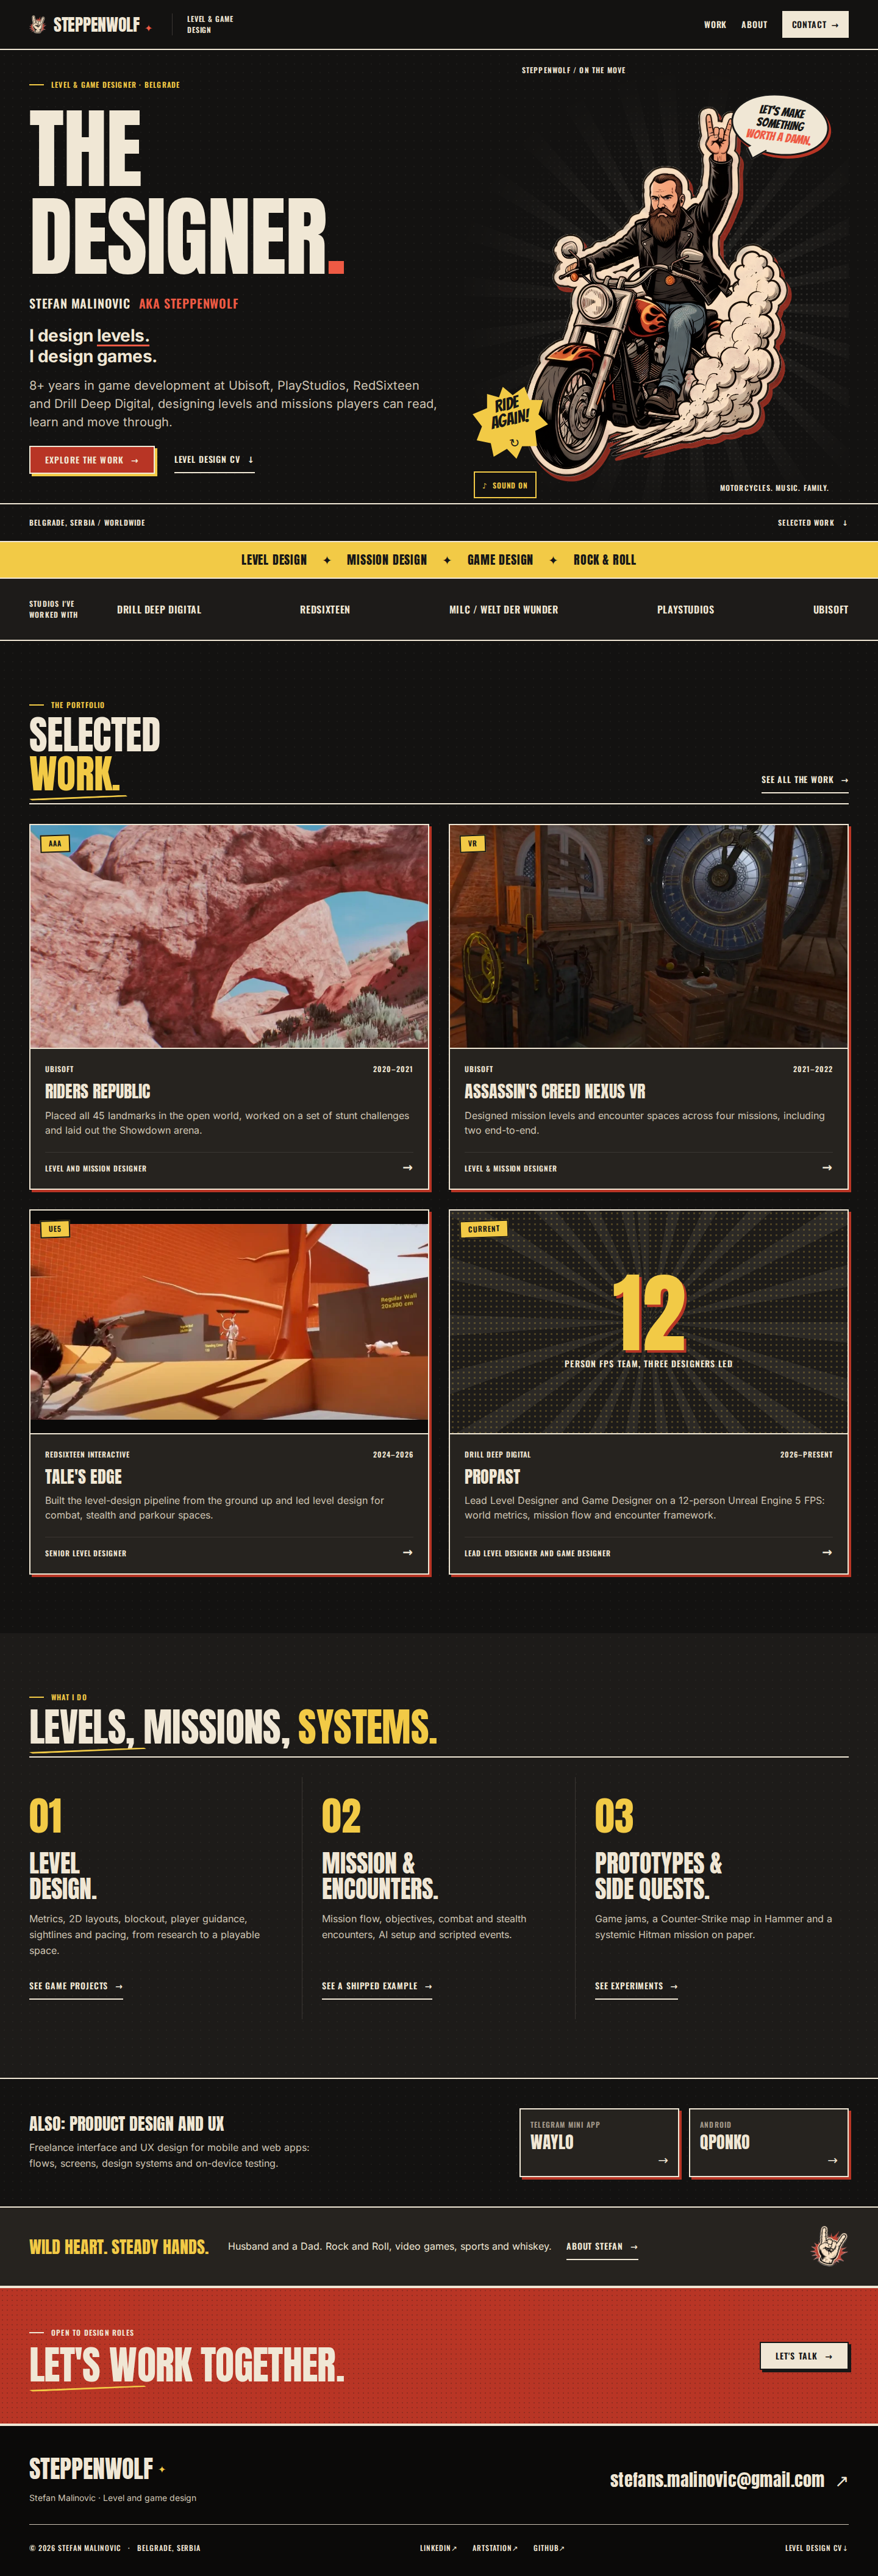 STEPPENWOLF ✦
LEVEL & GAME
DESIGN
WORK
ABOUT
CONTACT →
LEVEL & GAME DESIGNER · BELGRADE
THE
DESIGNER.
STEFAN MALINOVIC AKA STEPPENWOLF
I design levels.
I design games.
8+ years in game development at Ubisoft, PlayStudios, RedSixteen
and Drill Deep Digital, designing levels and missions players can read,
learn and move through.
EXPLORE THE WORK →
LEVEL DESIGN CV ↓
STEPPENWOLF / ON THE MOVE
LET'S MAKE
SOMETHING
WORTH A DAMN.
RIDE
AGAIN!
↻
♪ SOUND ON
MOTORCYCLES. MUSIC. FAMILY.
BELGRADE, SERBIA / WORLDWIDE
SELECTED WORK ↓
LEVEL DESIGN ✦ MISSION DESIGN ✦ GAME DESIGN ✦ ROCK & ROLL
STUDIOS I'VE
WORKED WITH
DRILL DEEP DIGITAL
REDSIXTEEN
MILC / WELT DER WUNDER
PLAYSTUDIOS
UBISOFT
THE PORTFOLIO
SELECTED
WORK.
SEE ALL THE WORK →
AAA
UBISOFT
2020–2021
RIDERS REPUBLIC
Placed all 45 landmarks in the open world, worked on a set of stunt challenges
and laid out the Showdown arena.
LEVEL AND MISSION DESIGNER →
VR
UBISOFT
2021–2022
ASSASSIN'S CREED NEXUS VR
Designed mission levels and encounter spaces across four missions, including
two end-to-end.
LEVEL & MISSION DESIGNER →
UE5
Regular Wall
20x300 cm
REDSIXTEEN INTERACTIVE
2024–2026
TALE'S EDGE
Built the level-design pipeline from the ground up and led level design for
combat, stealth and parkour spaces.
SENIOR LEVEL DESIGNER →
CURRENT
12
PERSON FPS TEAM, THREE DESIGNERS LED
DRILL DEEP DIGITAL
2026–PRESENT
PROPAST
Lead Level Designer and Game Designer on a 12-person Unreal Engine 5 FPS:
world metrics, mission flow and encounter framework.
LEAD LEVEL DESIGNER AND GAME DESIGNER →
WHAT I DO
LEVELS, MISSIONS, SYSTEMS.
01
LEVEL
DESIGN.
Metrics, 2D layouts, blockout, player guidance,
sightlines and pacing, from research to a playable
space.
SEE GAME PROJECTS →
02
MISSION &
ENCOUNTERS.
Mission flow, objectives, combat and stealth
encounters, AI setup and scripted events.
SEE A SHIPPED EXAMPLE →
03
PROTOTYPES &
SIDE QUESTS.
Game jams, a Counter-Strike map in Hammer and a
systemic Hitman mission on paper.
SEE EXPERIMENTS →
ALSO: PRODUCT DESIGN AND UX
Freelance interface and UX design for mobile and web apps:
flows, screens, design systems and on-device testing.
TELEGRAM MINI APP
WAYLO
→
ANDROID
QPONKO
→
WILD HEART. STEADY HANDS.
Husband and a Dad. Rock and Roll, video games, sports and whiskey.
ABOUT STEFAN →
OPEN TO DESIGN ROLES
LET'S WORK TOGETHER.
LET'S TALK →
STEPPENWOLF ✦
Stefan Malinovic · Level and game design
stefans.malinovic@gmail.com ↗
© 2026 STEFAN MALINOVIC · BELGRADE, SERBIA
LINKEDIN↗ ARTSTATION↗ GITHUB↗
LEVEL DESIGN CV↓